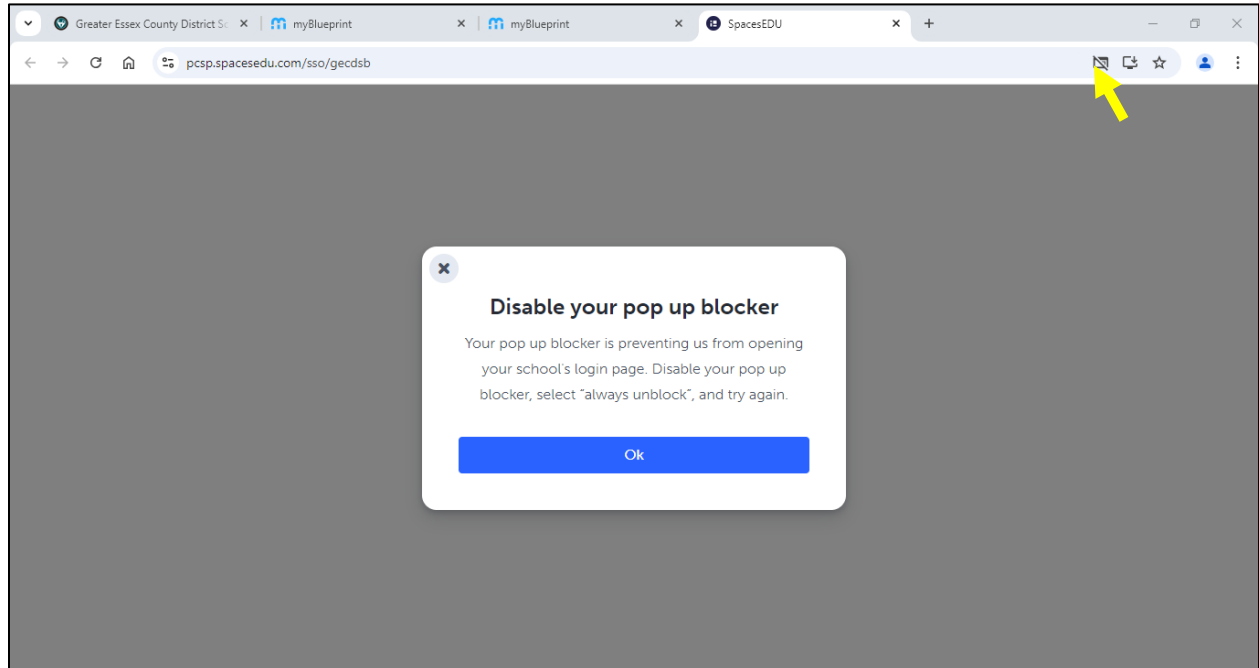 Greater Essex County District Sc
myBlueprint
myBlueprint
SpacesEDU
pcsp.spacesedu.com/sso/gecdsb
Disable your pop up blocker
Your pop up blocker is preventing us from opening
your school's login page. Disable your pop up
blocker, select “always unblock”, and try again.
Ok